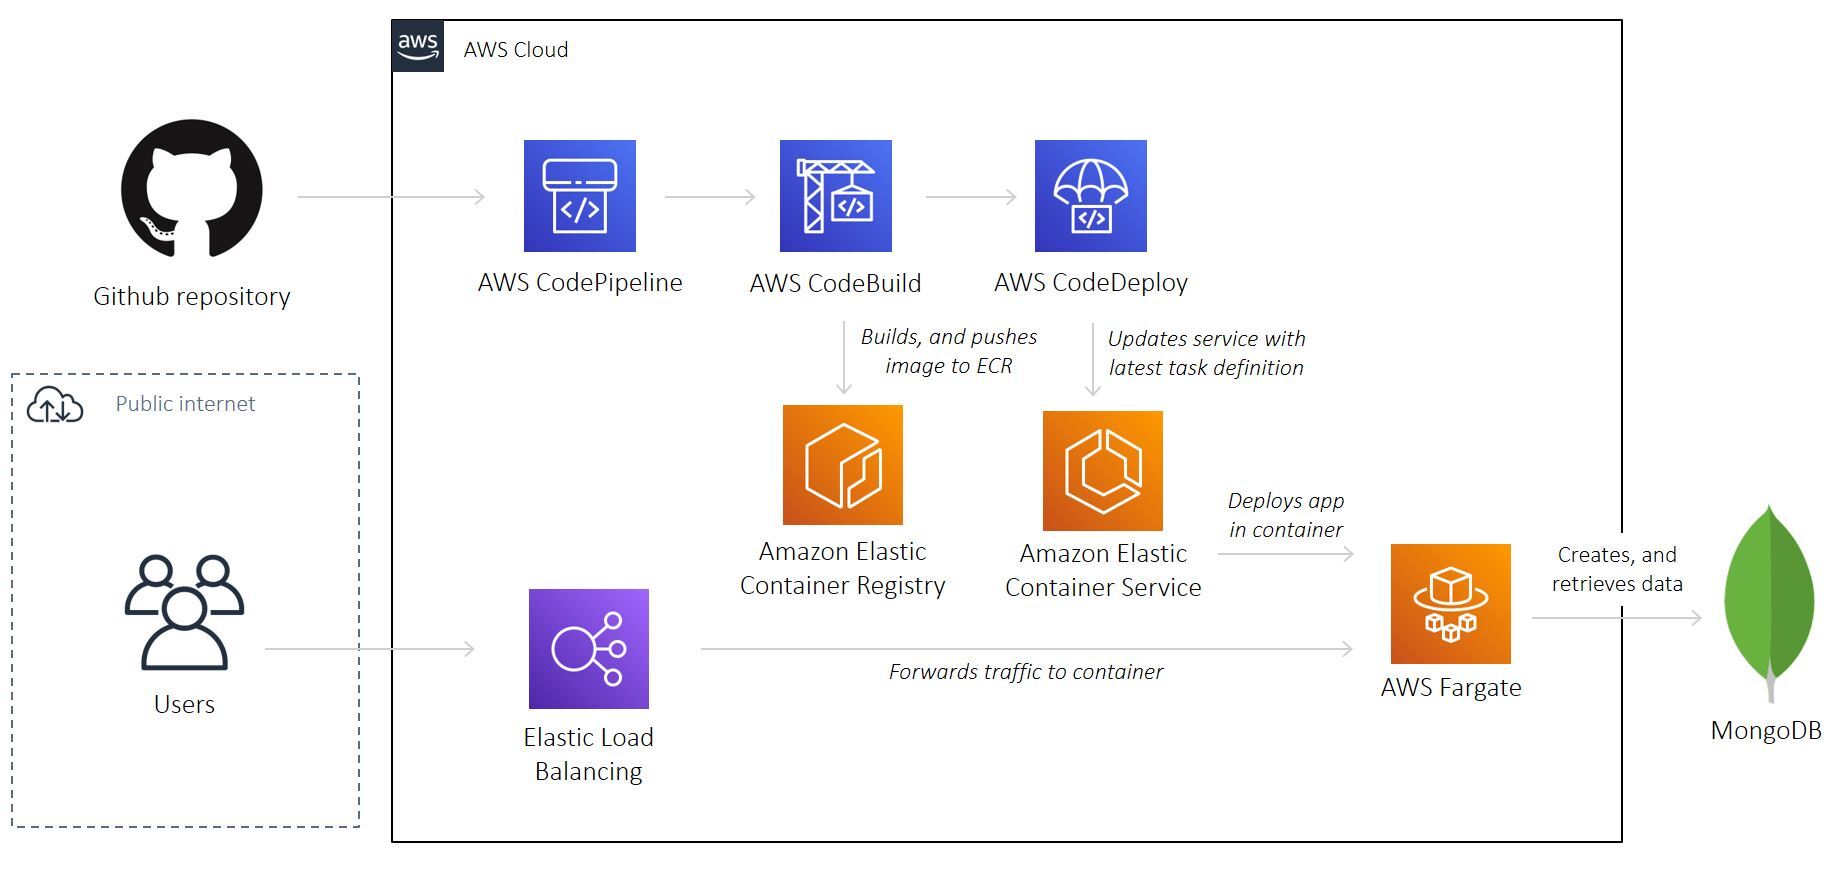 aws
AWS Cloud
Github repository
AWS CodePipeline
AWS CodeBuild
AWS CodeDeploy
Builds, and pushes
image to ECR
Updates service with
latest task definition
Public internet
Amazon Elastic
Container Registry
Amazon Elastic
Container Service
Deploys app
in container
Creates, and
retrieves data
Users
Elastic Load
Balancing
Forwards traffic to container
AWS Fargate
MongoDB